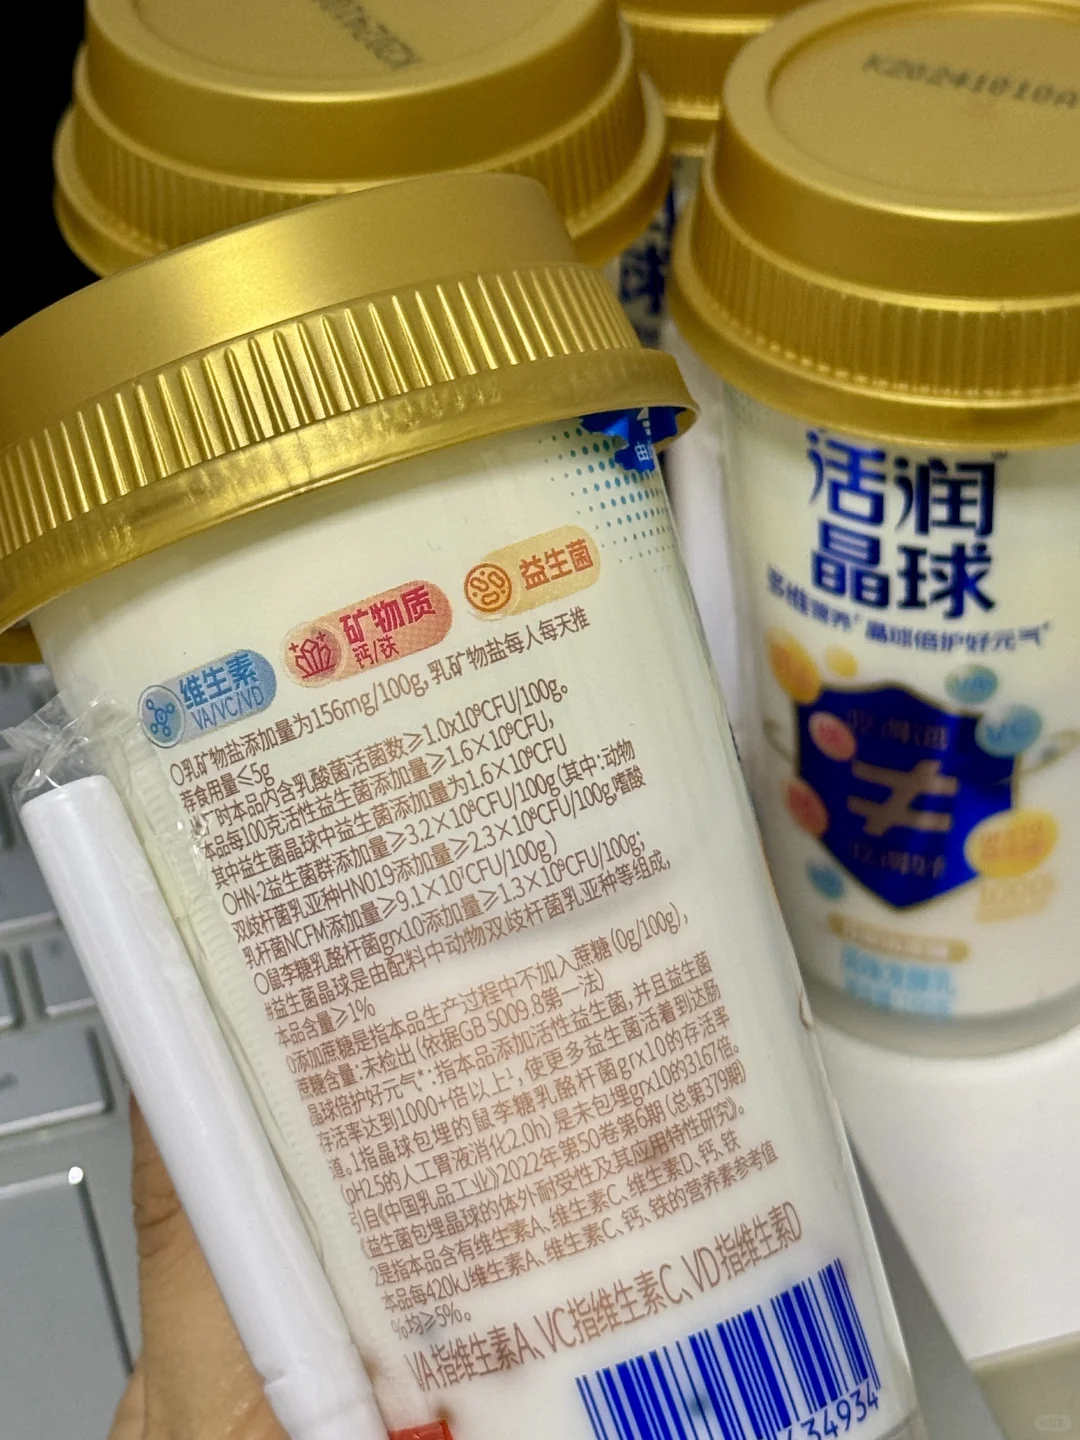 K20241010A
活润
晶球
晶球倍护好元气*
益生菌
矿物质
钙/铁
维生素
VA/VC/VD
○乳矿物盐添加量为156mg/100g,乳矿物盐每人每天推
荐食用量≤5g
出厂时本品内含乳酸菌活菌数≥1.0x10⁹CFU/100g。
本品每100克活性益生菌添加量≥1.6×10⁹CFU,
其中益生菌晶球中益生菌添加量为1.6×10⁹CFU
OHN-2益生菌群添加量≥3.2×10⁸CFU/100g(其中:动物
双歧杆菌乳亚种HN019添加量≥2.3×10⁸CFU/100g,嗜酸
乳杆菌NCFM添加量≥9.1×10⁷CFU/100g)
○鼠李糖乳酪杆菌grx10添加量≥1.3×10⁹CFU/100g;
#益生菌晶球是由配料中动物双歧杆菌乳亚种等组成,
本品含量≥1%
0添加蔗糖是指本品生产过程中不加入蔗糖(0g/100g),
蔗糖含量:未检出(依据GB 5009.8第一法)
晶球倍护好元气*:指本品添加活性益生菌,并且益生菌
存活率达到1000+倍以上¹,使更多益生菌活着到达肠
道。1指晶球包埋的鼠李糖乳酪杆菌grx10的存活率
(pH2.5的人工胃液消化2.0h)是未包埋grx10的3167倍。
引自《中国乳品工业》2022年第50卷第6期(总第379期)
《益生菌包埋晶球的体外耐受性及其应用特性研究》。
2是指本品含有维生素A、维生素C、维生素D、钙、铁
本品每420kJ维生素A、维生素C、钙、铁的营养素参考值
%均≥5%。
VA指维生素A、VC指维生素C、VD指维生素D
34934